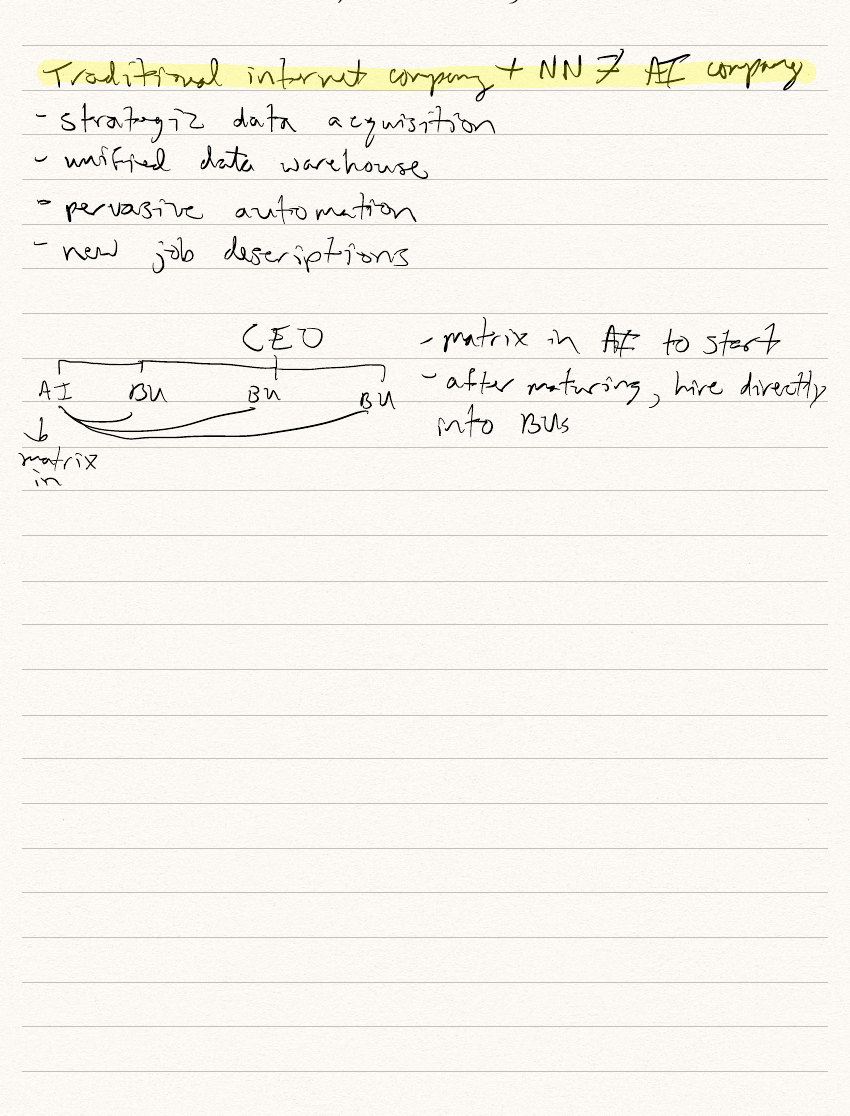 Traditional internet company + NN ≠ AI company
- strategic data acquisition
- unified data warehouse
- pervasive automation
- new job descriptions
CEO
AI BU BU BU
matrix
in
- matrix in AI to start
- after maturing, hire directly
into BUs